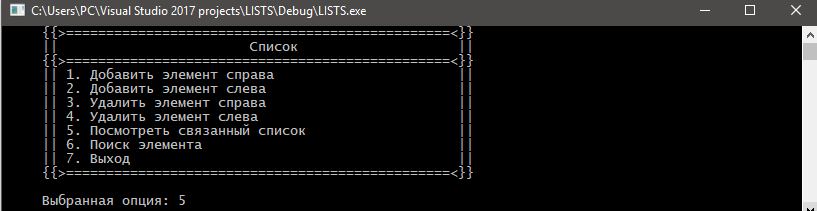 C:\Users\PC\Visual Studio 2017 projects\LISTS\Debug\LISTS.exe
{{>================================================<}}
|| Список ||
{{>================================================<}}
|| 1. Добавить элемент справа ||
|| 2. Добавить элемент слева ||
|| 3. Удалить элемент справа ||
|| 4. Удалить элемент слева ||
|| 5. Посмотреть связанный список ||
|| 6. Поиск элемента ||
|| 7. Выход ||
{{>================================================<}}
Выбранная опция: 5